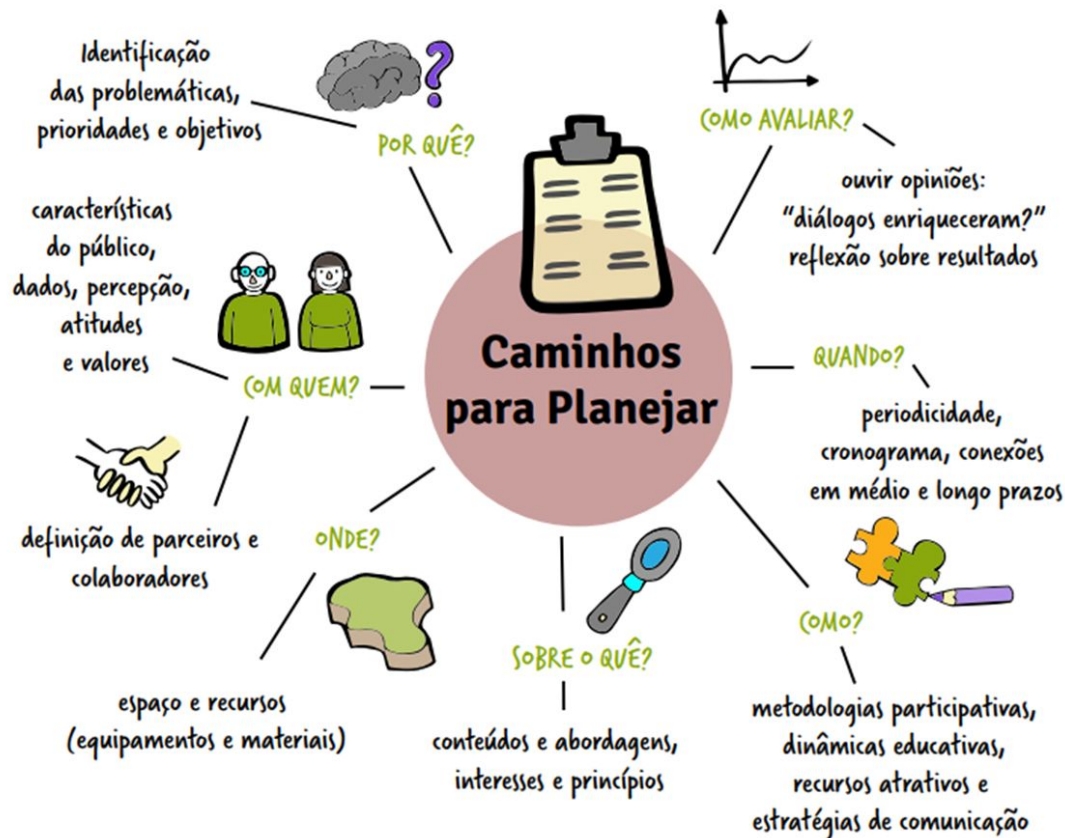 Identificação
das problemáticas,
prioridades e objetivos
POR QUÊ?
COMO AVALIAR?
ouvir opiniões:
“diálogos enriqueceram?”
reflexão sobre resultados
características
do público,
dados, percepção,
atitudes
e valores
COM QUEM?
Caminhos
para Planejar
QUANDO?
periodicidade,
cronograma, conexões
em médio e longo prazos
definição de parceiros e
colaboradores
ONDE?
espaço e recursos
(equipamentos e materiais)
SOBRE O QUÊ?
conteúdos e abordagens,
interesses e princípios
COMO?
metodologias participativas,
dinâmicas educativas,
recursos atrativos e
estratégias de comunicação